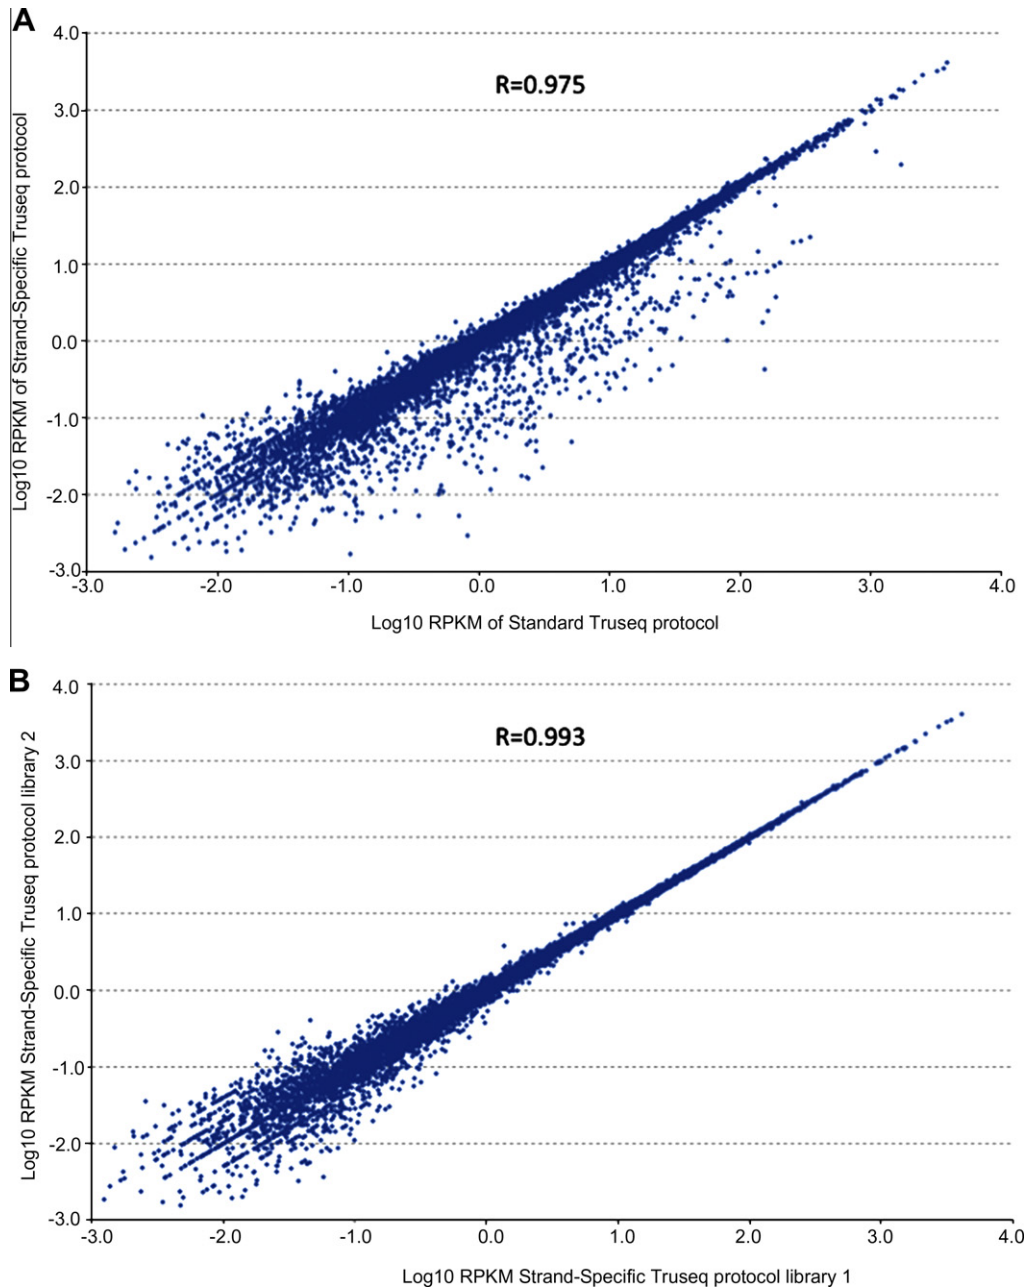 A
4.0
R=0.975
3.0
2.0
1.0
0.0
-1.0
-2.0
-3.0
Log10 RPKM of Strand-Specific Truseq protocol
-3.0 -2.0 -1.0 0.0 1.0 2.0 3.0 4.0
Log10 RPKM of Standard Truseq protocol
B
4.0
R=0.993
3.0
2.0
1.0
0.0
-1.0
-2.0
-3.0
Log10 RPKM Strand-Specific Truseq protocol library 2
-3.0 -2.0 -1.0 0.0 1.0 2.0 3.0 4.0
Log10 RPKM Strand-Specific Truseq protocol library 1